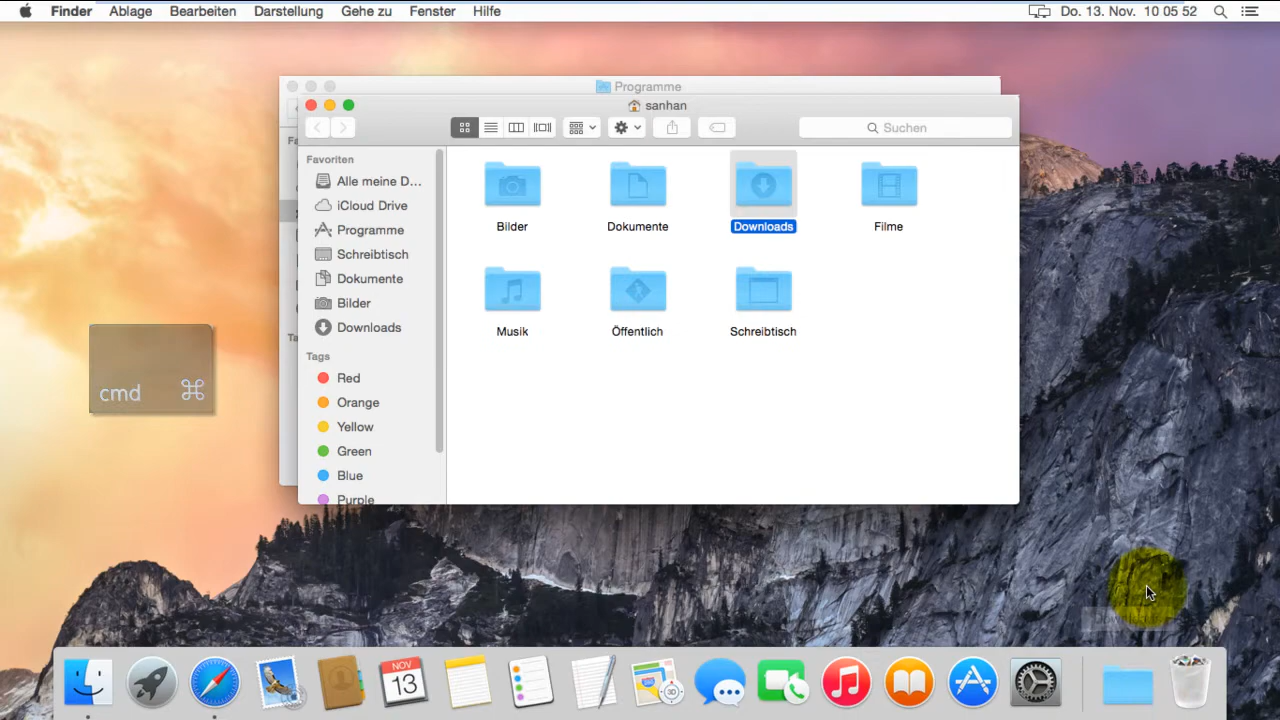 Finder Ablage Bearbeiten Darstellung Gehe zu Fenster Hilfe Do. 13. Nov. 10 05 52
Programme
sanhan
Suchen
Favoriten
Alle meine D...
iCloud Drive
Programme
Schreibtisch
Dokumente
Bilder
Downloads
Tags
Red
Orange
Yellow
Green
Blue
Purple
Bilder Dokumente Downloads Filme
Musik Öffentlich Schreibtisch
Fa
Ta
cmd ⌘
NOV
13